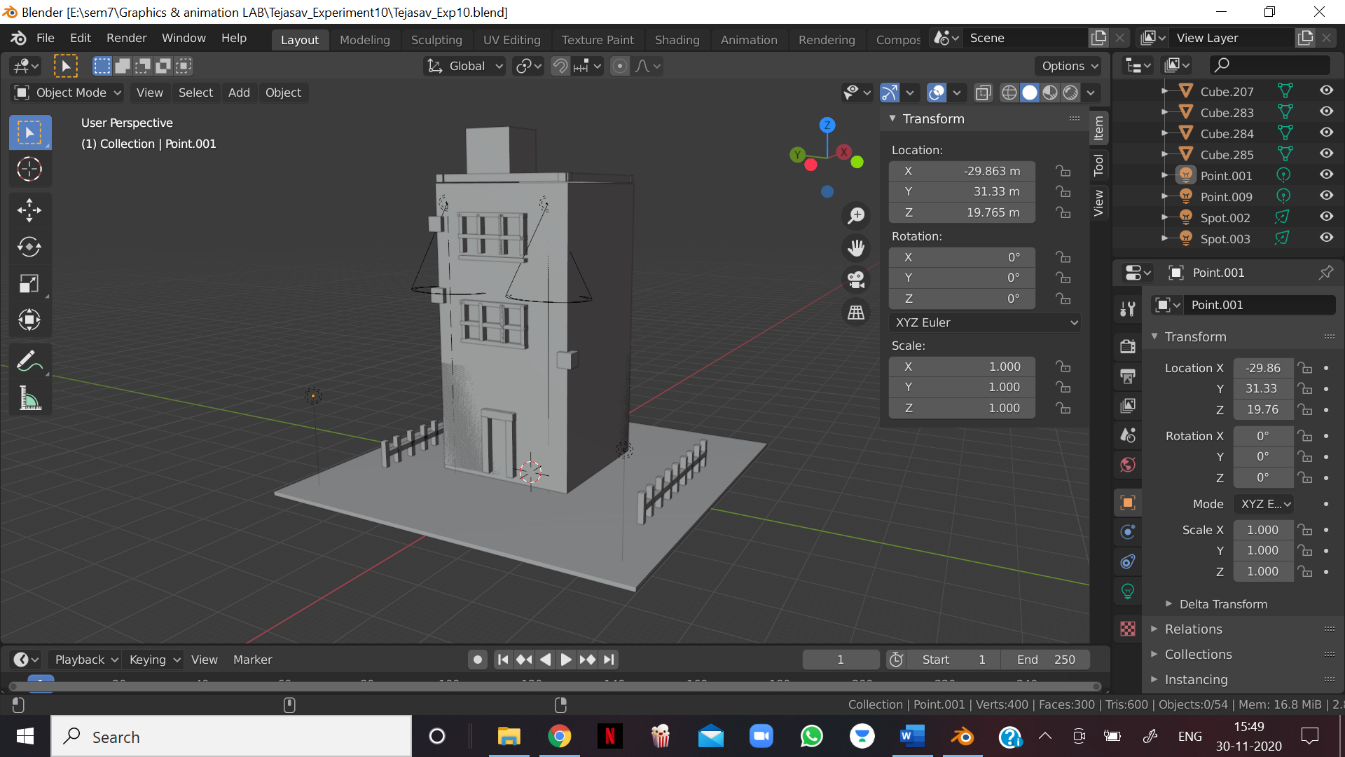 Blender [E:\sem7\Graphics & animation LAB\Tejasav_Experiment10\Tejasav_Exp10.blend]
File Edit Render Window Help Layout Modeling Sculpting UV Editing Texture Paint Shading Animation Rendering Compos Scene View Layer
Global Options
Object Mode View Select Add Object
User Perspective
(1) Collection | Point.001
Z
Y
X
Transform
Location:
X -29.863 m
Y 31.33 m
Z 19.765 m
Rotation:
X 0°
Y 0°
Z 0°
XYZ Euler
Scale:
X 1.000
Y 1.000
Z 1.000
Item
Tool
View
Cube.207
Cube.283
Cube.284
Cube.285
Point.001
Point.009
Spot.002
Spot.003
Point.001
Point.001
Transform
Location X -29.86
Y 31.33
Z 19.76
Rotation X 0°
Y 0°
Z 0°
Mode XYZ E...
Scale X 1.000
Y 1.000
Z 1.000
Delta Transform
Relations
Collections
Instancing
Playback Keying View Marker 1 Start 1 End 250
Collection | Point.001 | Verts:400 | Faces:300 | Tris:600 | Objects:0/54 | Mem: 16.8 MiB | 2.8
Search
ENG
15:49
30-11-2020